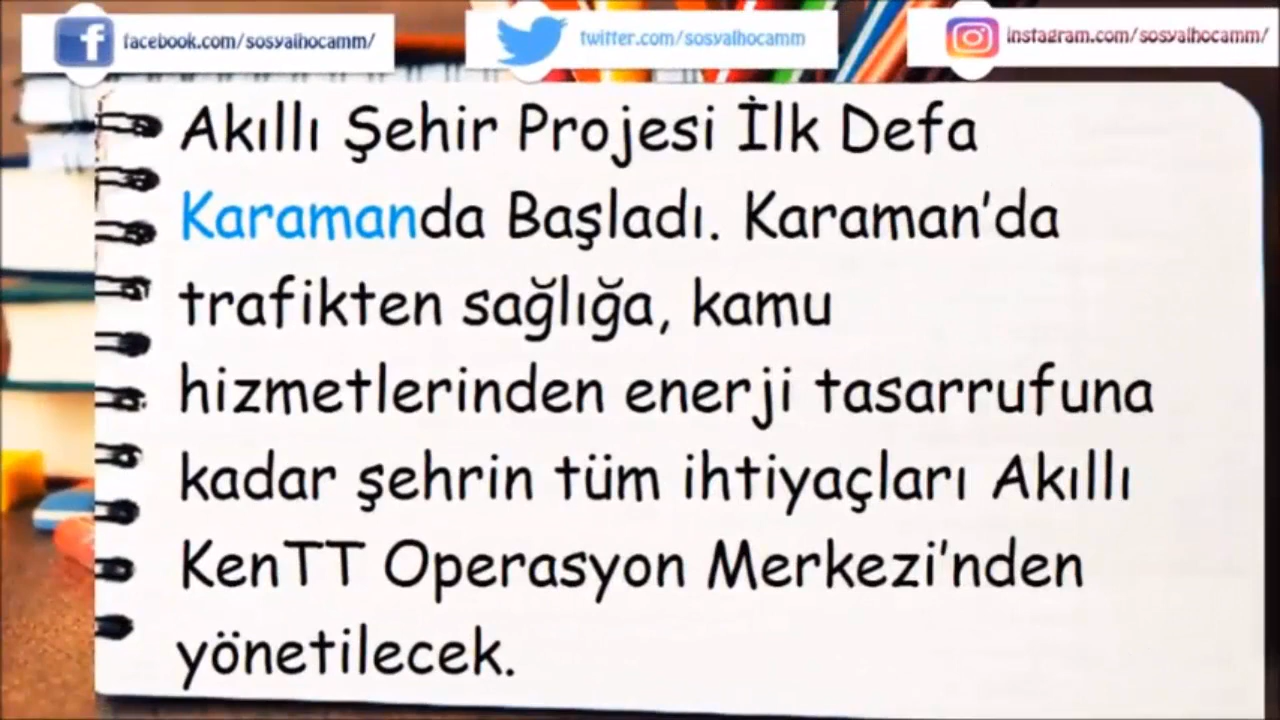 facebook.com/sosyalhocamm/
twitter.com/sosyalhocamm
instagram.com/sosyalhocamm/
Akıllı Şehir Projesi İlk Defa
Karamanda Başladı. Karaman'da
trafikten sağlığa, kamu
hizmetlerinden enerji tasarrufuna
kadar şehrin tüm ihtiyaçları Akıllı
KenTT Operasyon Merkezi'nden
yönetilecek.